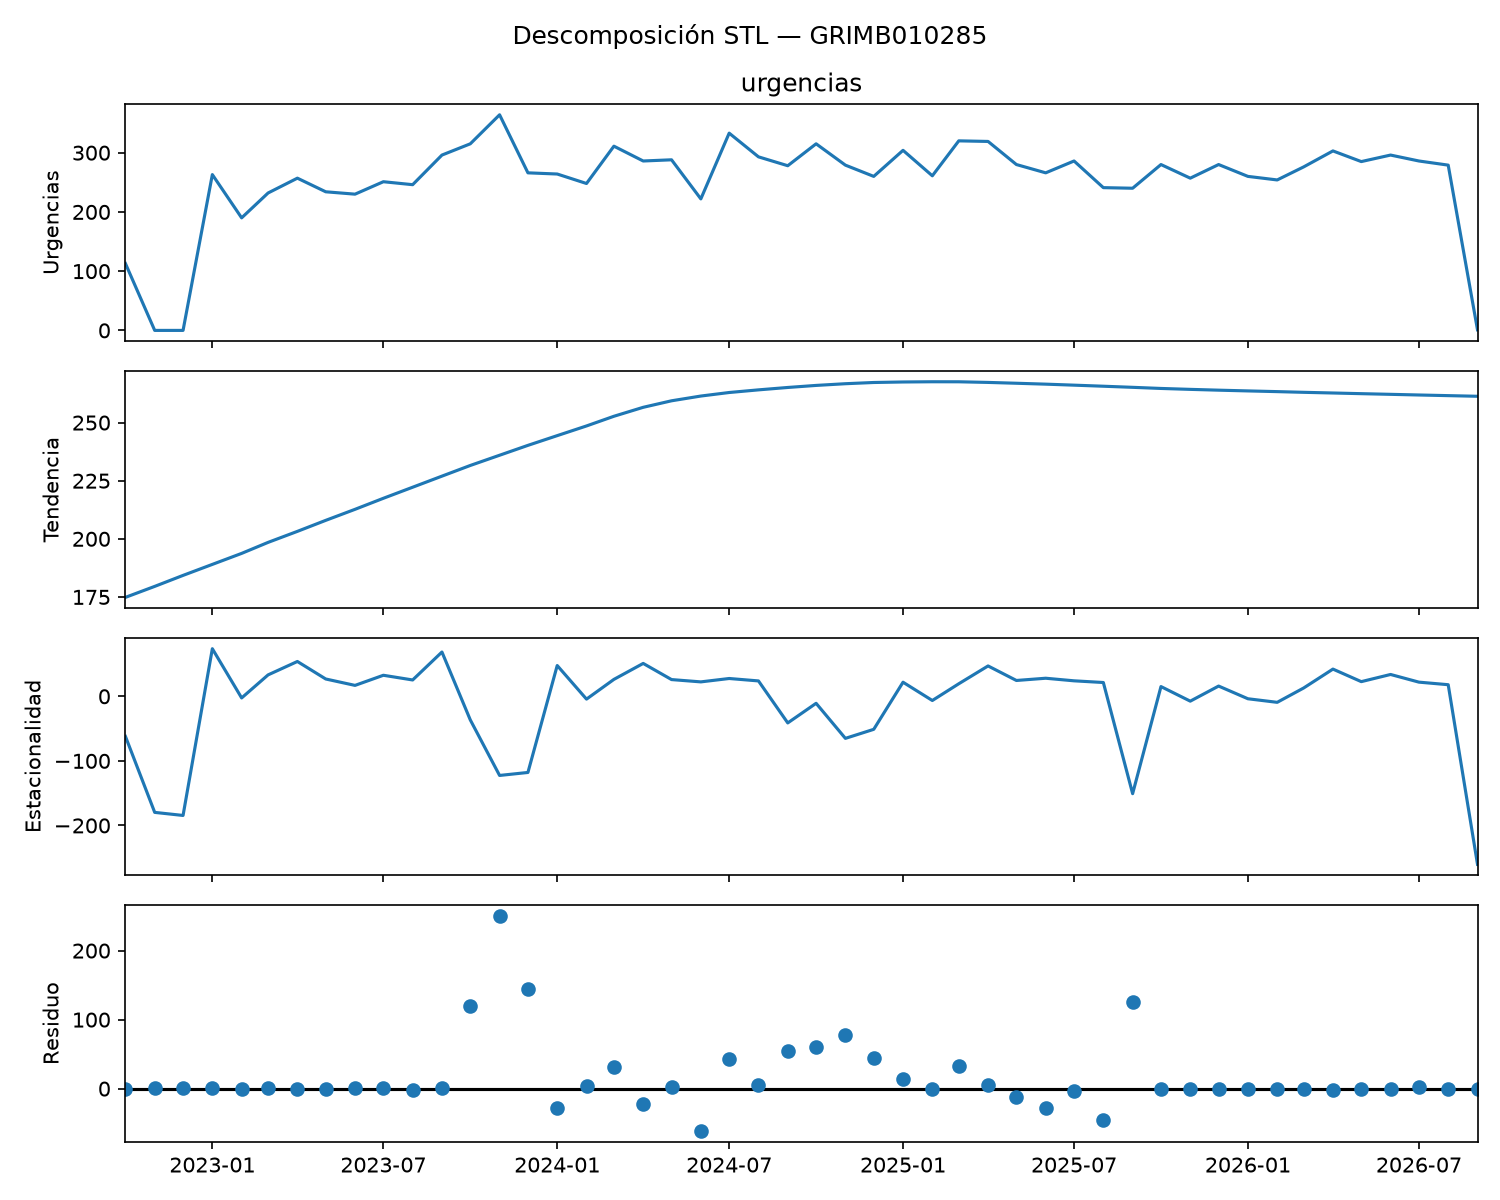 Descomposición STL — GRIMB010285
urgencias
Urgencias
300
200
100
0
Tendencia
250
225
200
175
Estacionalidad
0
−100
−200
Residuo
200
100
0
2023-01 2023-07 2024-01 2024-07 2025-01 2025-07 2026-01 2026-07